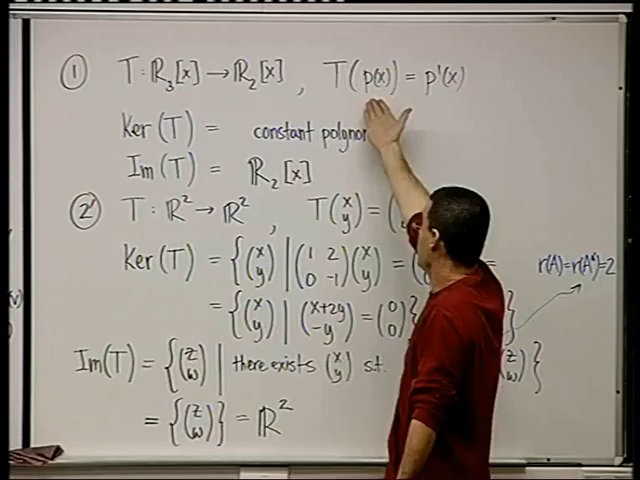 ① T: ℝ₃[x] → ℝ₂[x] , T(p(x)) = p'(x)
Ker(T) = constant
Im(T) = ℝ₂[x]
②' T: ℝ² → ℝ² , T(x y) = (
Ker(T) = {(x y) | (1 2 0 -1)(x y) = ( =
r(A)=r(A*)=2
= {(x y) | (x+2y -y) = (0 0)} }
Im(T) = {(z w) | there exists (x y) s.t. (z w)}
= {(z w)} = ℝ²